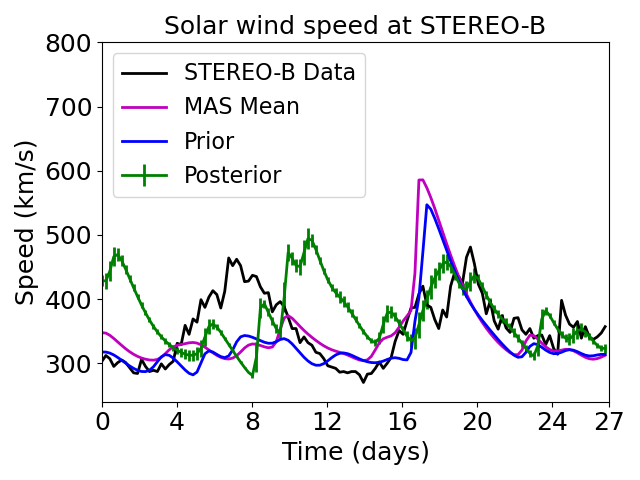 Solar wind speed at STEREO-B
800
700
600
500
400
300
Speed (km/s)
STEREO-B Data
MAS Mean
Prior
Posterior
0 4 8 12 16 20 24 27
Time (days)